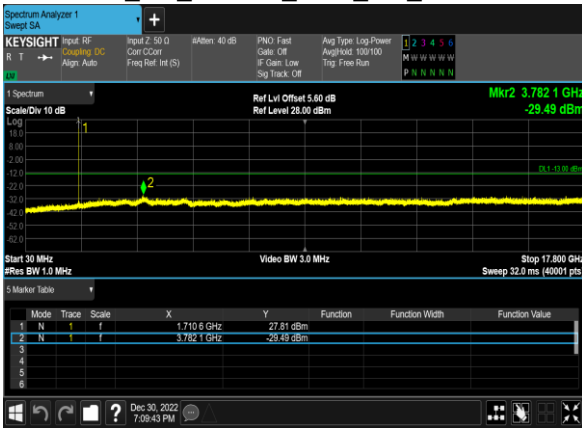 Spectrum Analyzer 1
Swept SA
+
KEYSIGHT
R T
LU
Input: RF
Coupling: DC
Align: Auto
Input Z: 50 Ω
Corr CCorr
Freq Ref: Int (S)
#Atten: 40 dB
PNO: Fast
Gate: Off
IF Gain: Low
Sig Track: Off
Avg Type: Log-Power
Avg|Hold: 100/100
Trig: Free Run
1 2 3 4 5 6
M W W W W W
P N N N N N
1 Spectrum
Scale/Div 10 dB
Ref Lvl Offset 5.60 dB
Ref Level 28.00 dBm
Mkr2 3.782 1 GHz
-29.49 dBm
Log
18.0
8.00
-2.00
-12.0
-22.0
-32.0
-42.0
-52.0
-62.0
1
2
DL1 -13.00 dBm
Start 30 MHz
#Res BW 1.0 MHz
Video BW 3.0 MHz
Stop 17.800 GHz
Sweep 32.0 ms (40001 pts)
5 Marker Table
Mode Trace Scale X Y Function Function Width Function Value
1 N 1 f 1.710 6 GHz 27.81 dBm
2 N 1 f 3.782 1 GHz -29.49 dBm
3
4
5
6
?
Dec 30, 2022
7:09:43 PM